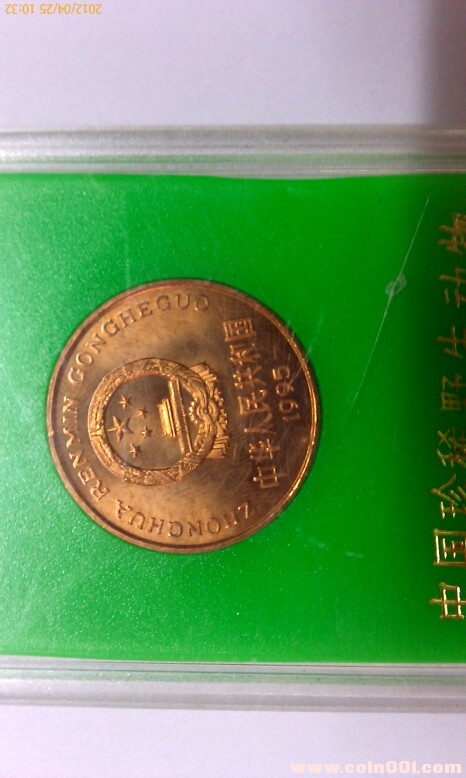 2012/04/25 10:32
ZHONGHUA RENMIN GONGHEGUO
中华人民共和国
1995
中国珍稀野生动物
www.coin001.com